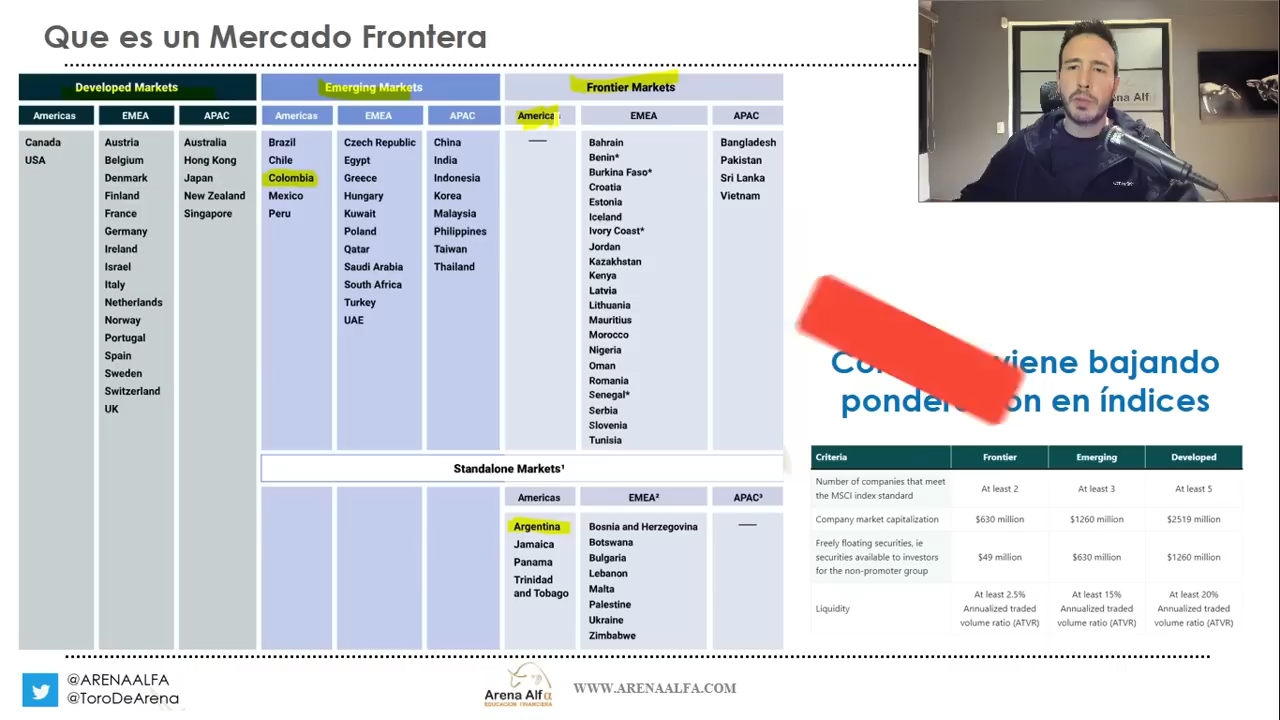 Que es un Mercado Frontera
Developed Markets
Americas
EMEA
APAC
Canada
USA
Austria
Belgium
Denmark
Finland
France
Germany
Ireland
Israel
Italy
Netherlands
Norway
Portugal
Spain
Sweden
Switzerland
UK
Australia
Hong Kong
Japan
New Zealand
Singapore
Emerging Markets
Americas
EMEA
APAC
Brazil
Chile
Colombia
Mexico
Peru
Czech Republic
Egypt
Greece
Hungary
Kuwait
Poland
Qatar
Saudi Arabia
South Africa
Turkey
UAE
China
India
Indonesia
Korea
Malaysia
Philippines
Taiwan
Thailand
Frontier Markets
Americas
EMEA
APAC
—
Bahrain
Benin*
Burkina Faso*
Croatia
Estonia
Iceland
Ivory Coast*
Jordan
Kazakhstan
Kenya
Latvia
Lithuania
Mauritius
Morocco
Nigeria
Oman
Romania
Senegal*
Serbia
Slovenia
Tunisia
Bangladesh
Pakistan
Sri Lanka
Vietnam
Standalone Markets¹
Americas
EMEA²
APAC³
Argentina
Jamaica
Panama
Trinidad
and Tobago
Bosnia and Herzegovina
Botswana
Bulgaria
Lebanon
Malta
Palestine
Ukraine
Zimbabwe
—
viene bajando
en índices
Criteria Frontier Emerging Developed
Number of companies that meet
the MSCI index standard
At least 2 At least 3 At least 5
Company market capitalization $630 million $1260 million $2519 million
Freely floating securities, ie
securities available to investors
for the non-promoter group
$49 million $630 million $1260 million
Liquidity
At least 2.5%
Annualized traded
volume ratio (ATVR)
At least 15%
Annualized traded
volume ratio (ATVR)
At least 20%
Annualized traded
volume ratio (ATVR)
@ARENAALFA
@ToroDeArena
Arena Alfα
EDUCACIÓN FINANCIERA
WWW.ARENAALFA.COM